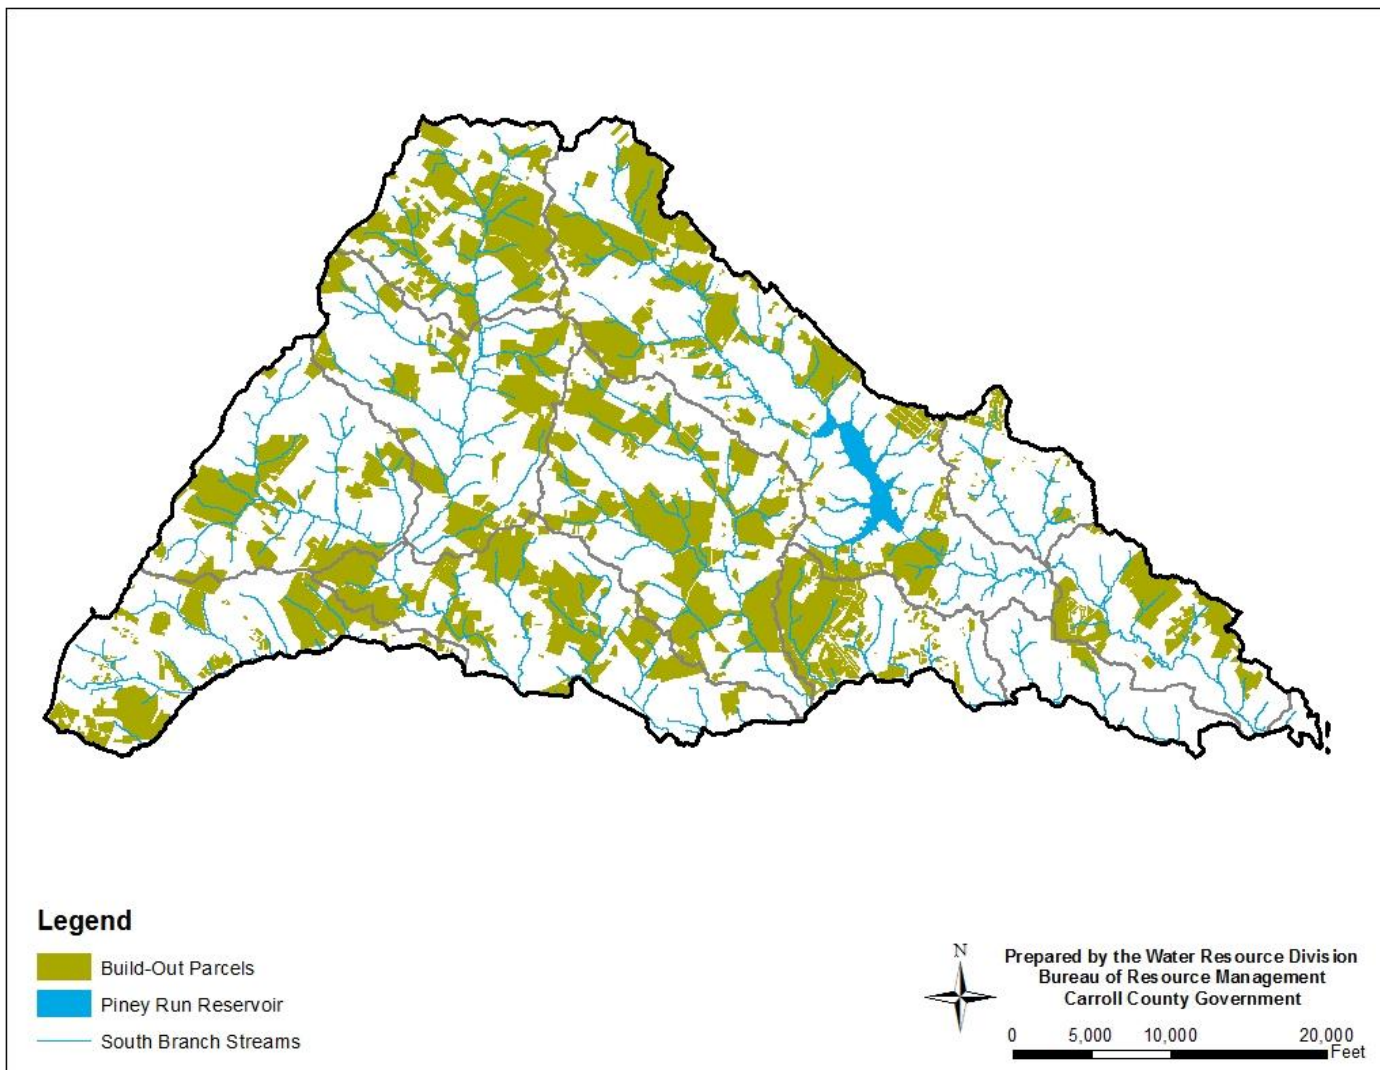 Legend
Build-Out Parcels
Piney Run Reservoir
South Branch Streams
N
Prepared by the Water Resource Division
Bureau of Resource Management
Carroll County Government
0 5,000 10,000 20,000
Feet